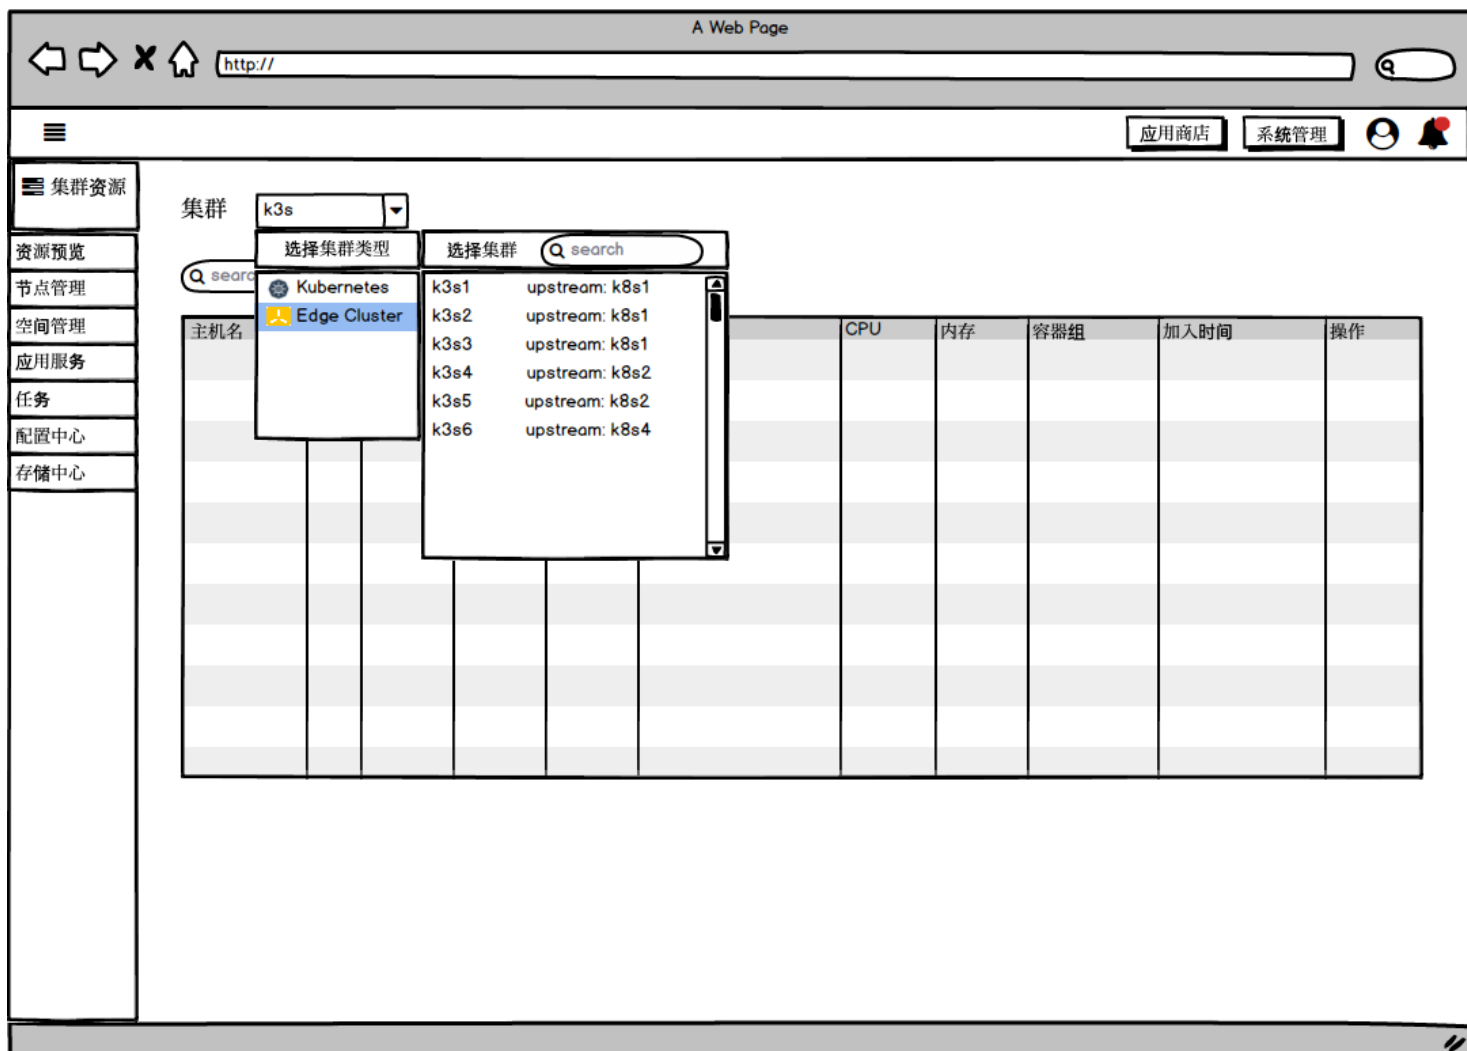 A Web Page
http://
应用商店 系统管理
集群资源
资源预览
节点管理
空间管理
应用服务
任务
配置中心
存储中心
集群 k3s
选择集群类型
Kubernetes
Edge Cluster
选择集群 search
k3s1 upstream: k8s1
k3s2 upstream: k8s1
k3s3 upstream: k8s1
k3s4 upstream: k8s2
k3s5 upstream: k8s2
k3s6 upstream: k8s4
searc
主机名 CPU 内存 容器组 加入时间 操作